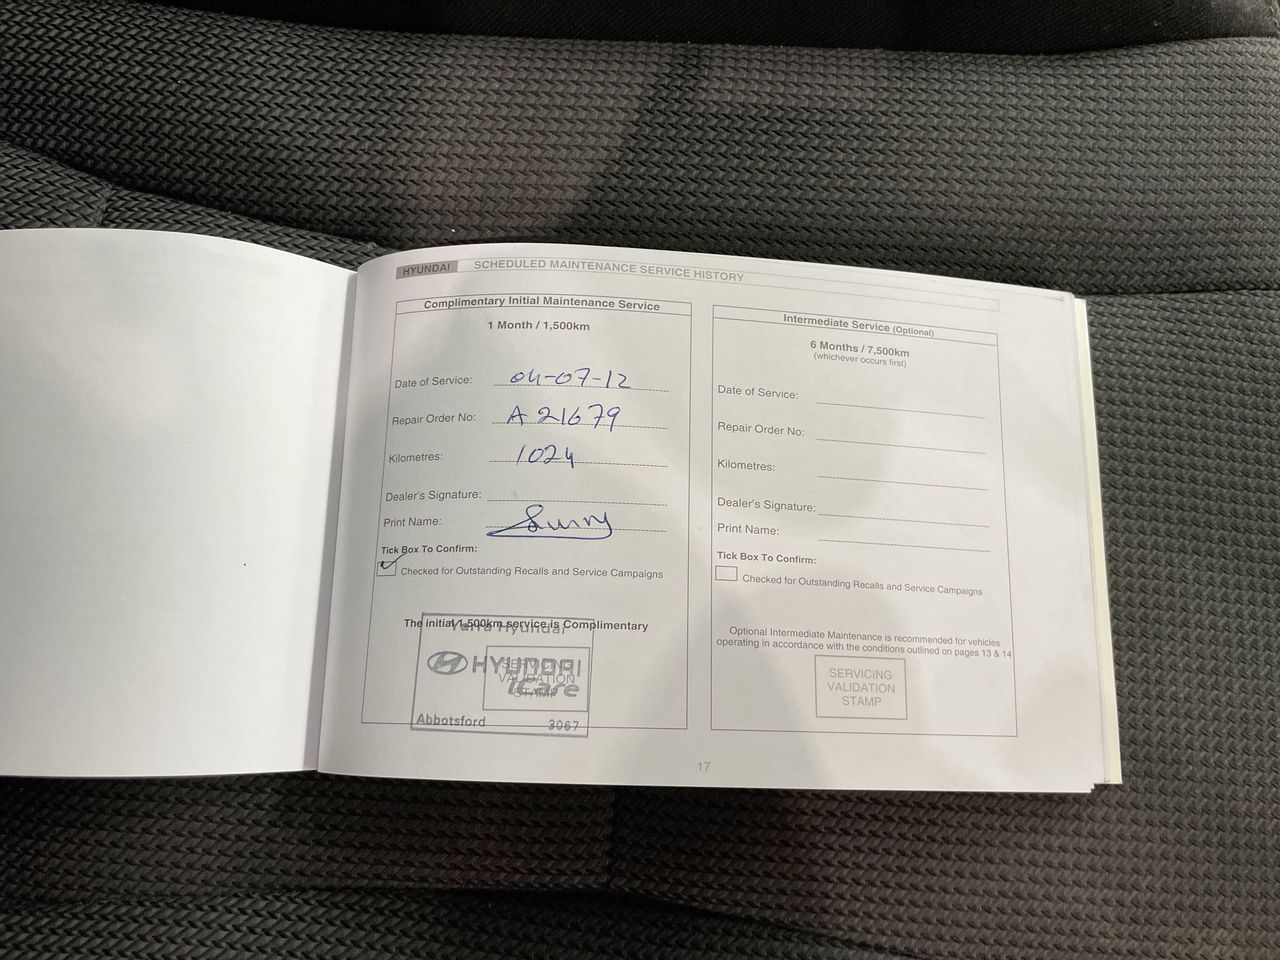 HYUNDAI SCHEDULED MAINTENANCE SERVICE HISTORY
Complimentary Initial Maintenance Service
1 Month / 1,500km
Date of Service: 04-07-12
Repair Order No: A 21679
Kilometres: 1024
Dealer's Signature:
Print Name:
Tick Box To Confirm:
Checked for Outstanding Recalls and Service Campaigns
The initial 1,500km service is Complimentary
Yarra Hyundai
HYUNDAI
iCare
SERVICING
VALIDATION
STAMP
Abbotsford 3067
Intermediate Service (Optional)
6 Months / 7,500km
(whichever occurs first)
Date of Service:
Repair Order No:
Kilometres:
Dealer's Signature:
Print Name:
Tick Box To Confirm:
Checked for Outstanding Recalls and Service Campaigns
Optional Intermediate Maintenance is recommended for vehicles
operating in accordance with the conditions outlined on pages 13 & 14
SERVICING
VALIDATION
STAMP
17